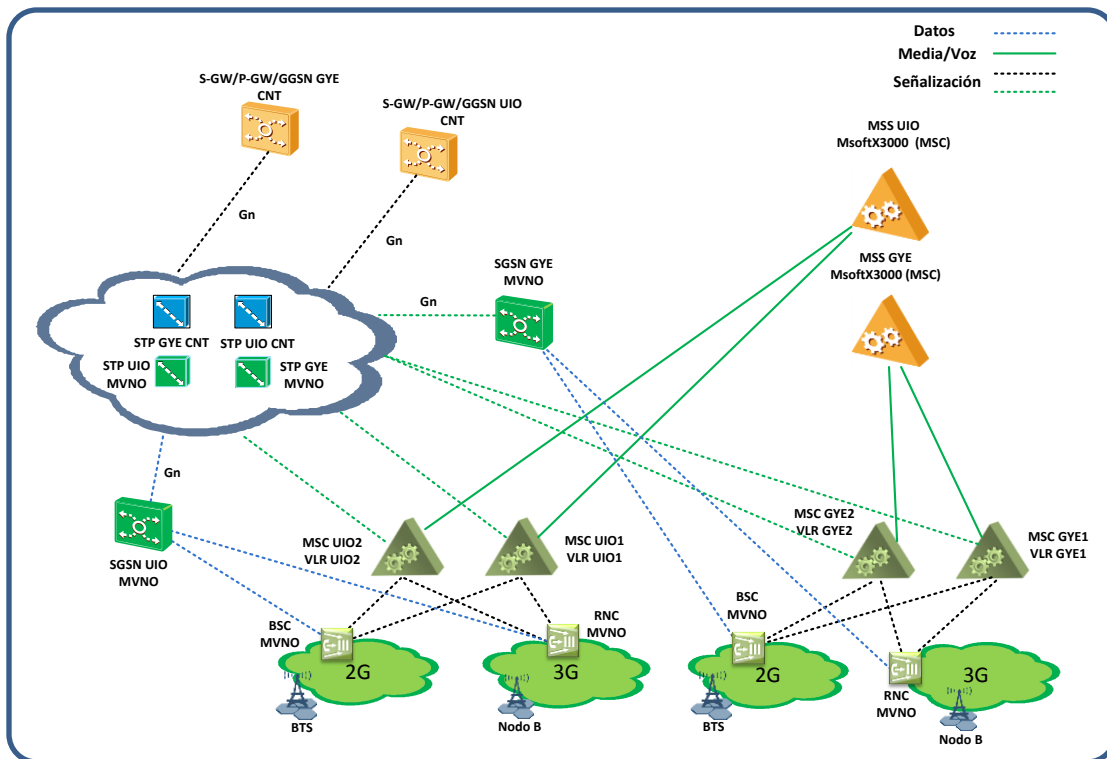 Datos
Media/Voz
Señalización
S-GW/P-GW/GGSN GYE
CNT
S-GW/P-GW/GGSN UIO
CNT
MSS UIO
MsoftX3000 (MSC)
MSS GYE
MsoftX3000 (MSC)
Gn
Gn
SGSN GYE
MVNO
Gn
STP GYE CNT
STP UIO CNT
STP UIO
MVNO
STP GYE
MVNO
Gn
SGSN UIO
MVNO
MSC UIO2
VLR UIO2
MSC UIO1
VLR UIO1
MSC GYE2
VLR GYE2
MSC GYE1
VLR GYE1
BSC
MVNO
RNC
MVNO
BSC
MVNO
RNC
MVNO
2G
3G
2G
3G
BTS
Nodo B
BTS
Nodo B